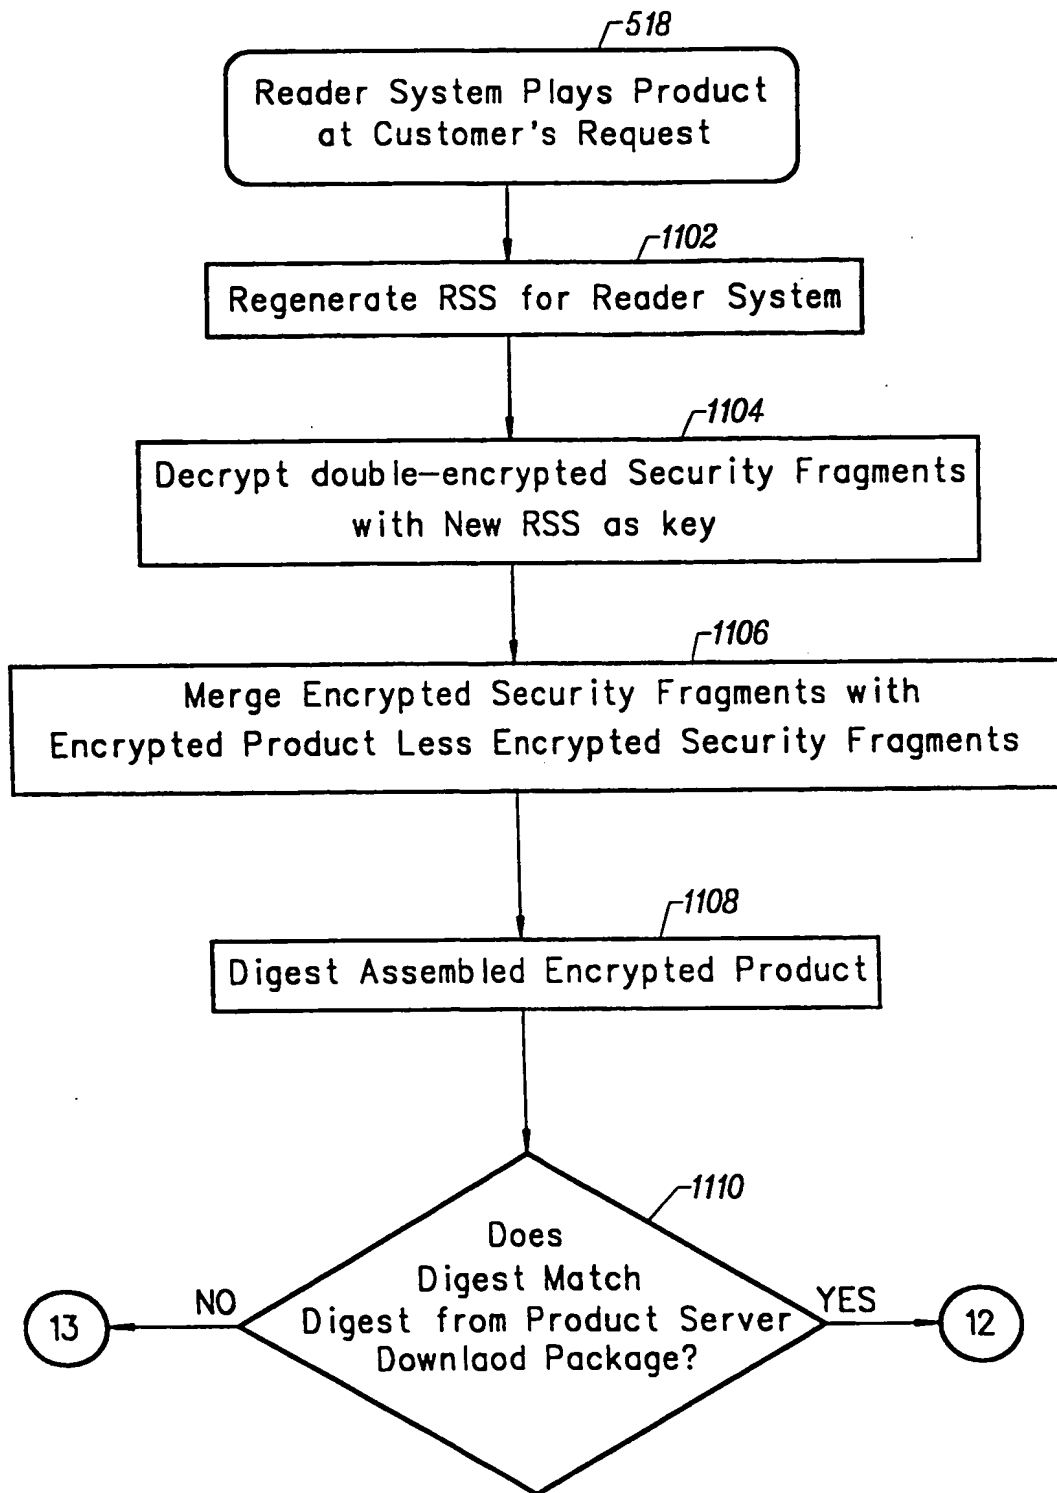 518
Reader System Plays Product
at Customer's Request
1102
Regenerate RSS for Reader System
1104
Decrypt double-encrypted Security Fragments
with New RSS as key
1106
Merge Encrypted Security Fragments with
Encrypted Product Less Encrypted Security Fragments
1108
Digest Assembled Encrypted Product
1110
Does
Digest Match
Digest from Product Server
Downlaod Package?
NO
YES
13
12